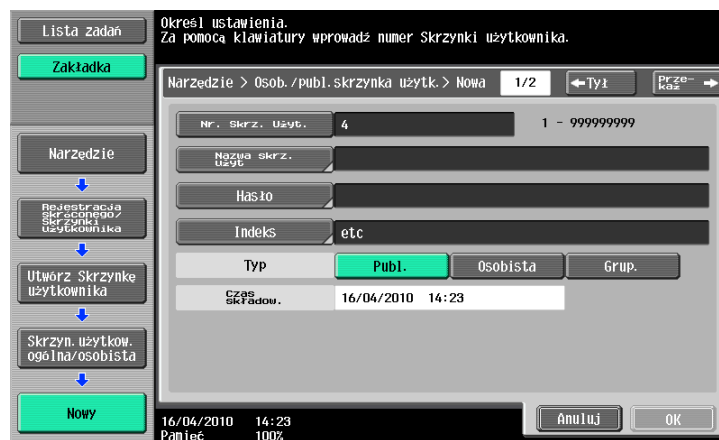 Lista zadań
Zakładka
Narzędzie
Rejestracja
skróconego/
Skrzynki
użytkownika
Utwórz Skrzynkę
użytkownika
Skrzyn.użytkow.
ogólna/osobista
Nowy
Określ ustawienia.
Za pomocą klawiatury wprowadź numer Skrzynki użytkownika.
Narzędzie > Osob./publ.skrzynka użytk.> Nowa 1/2 ←Tył Prze-
każ →
Nr. Skrz. Użyt. 4 1 - 999999999
Nazwa skrz.
użyt
Hasło
Indeks etc
Typ Publ. Osobista Grup.
Czas
składow. 16/04/2010 14:23
Anuluj OK
16/04/2010 14:23
Pamięć 100%